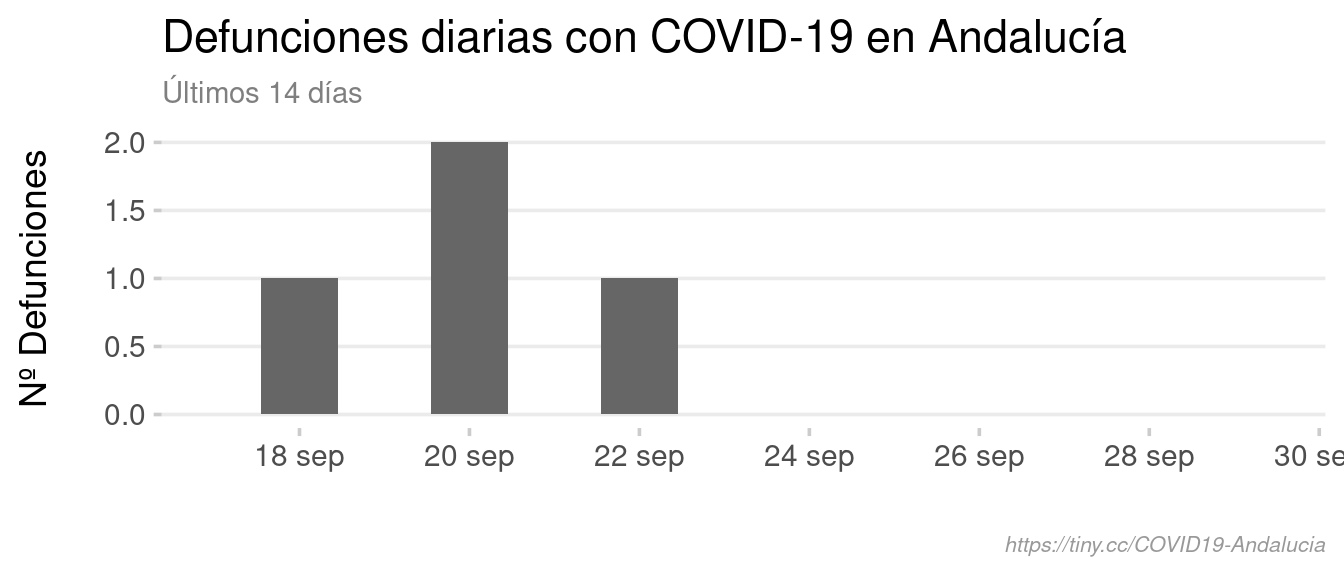 Defunciones diarias con COVID-19 en Andalucía
Últimos 14 días
Nº Defunciones
2.0
1.5
1.0
0.5
0.0
18 sep 20 sep 22 sep 24 sep 26 sep 28 sep 30 se
https://tiny.cc/COVID19-Andalucia